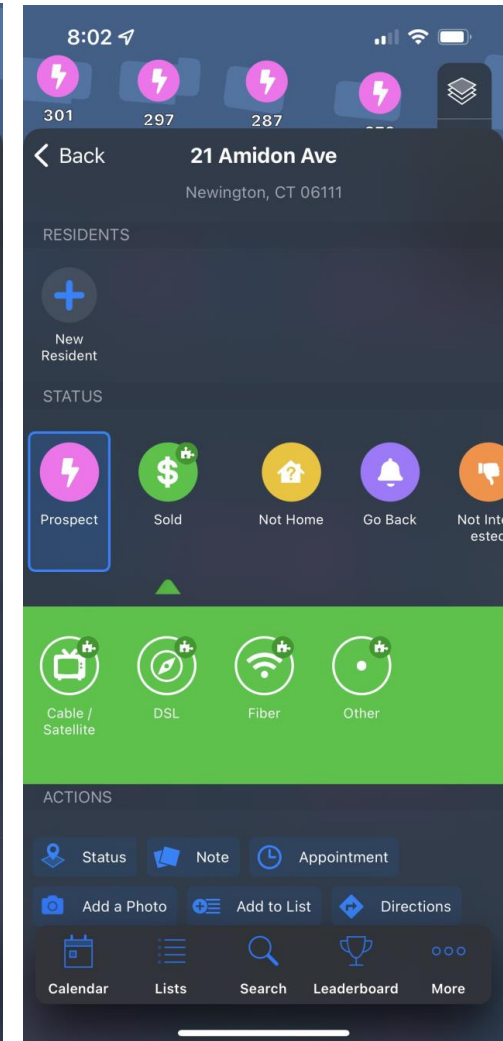 8:02
301 297 287
Back
21 Amidon Ave
Newington, CT 06111
RESIDENTS
New
Resident
STATUS
Prospect
Sold
Not Home
Go Back
Not Int
ested
Cable /
Satellite
DSL
Fiber
Other
ACTIONS
Status
Note
Appointment
Add a Photo
Add to List
Directions
Calendar
Lists
Search
Leaderboard
More